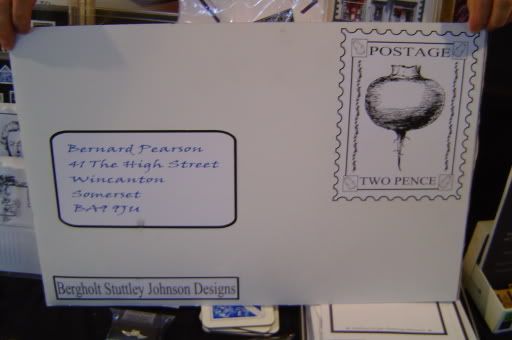 POSTAGE
TWO PENCE
Bernard Pearson
41 The High Street
Wincanton
Somerset
BA9 9JU
Bergholt Stuttley Johnson Designs